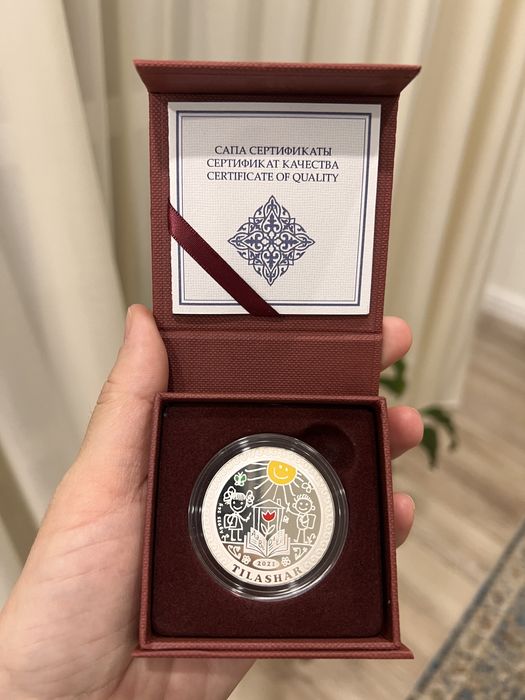 САПА СЕРТИФИКАТЫ
СЕРТИФИКАТ КАЧЕСТВА
CERTIFICATE OF QUALITY
2021
TILASHAR